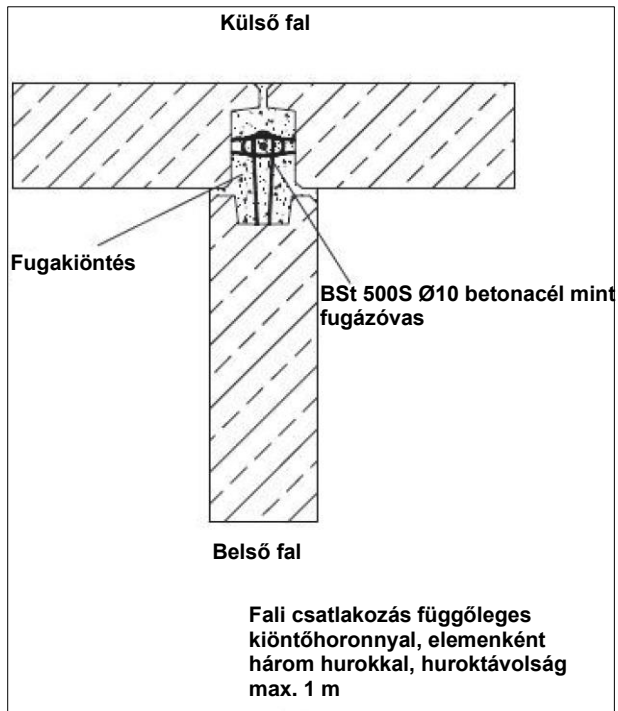 Külső fal
Fugakiöntés
BSt 500S Ø10 betonacél mint
fugázóvas
Belső fal
Fali csatlakozás függőleges
kiöntőhoronnyal, elemenként
három hurokkal, huroktávolság
max. 1 m